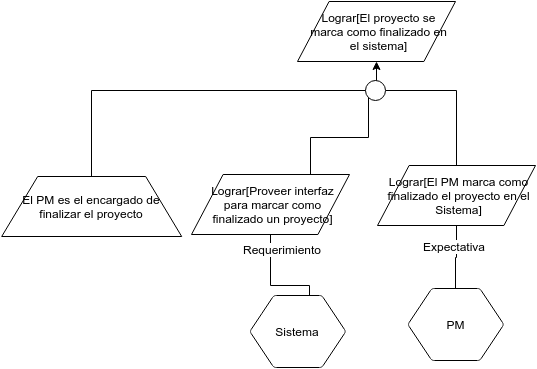 Lograr[El proyecto se
marca como finalizado en
el sistema]
El PM es el encargado de
finalizar el proyecto
Lograr[Proveer interfaz
para marcar como
finalizado un proyecto]
Lograr[El PM marca como
finalizado el proyecto en el
Sistema]
Requerimiento
Expectativa
Sistema
PM